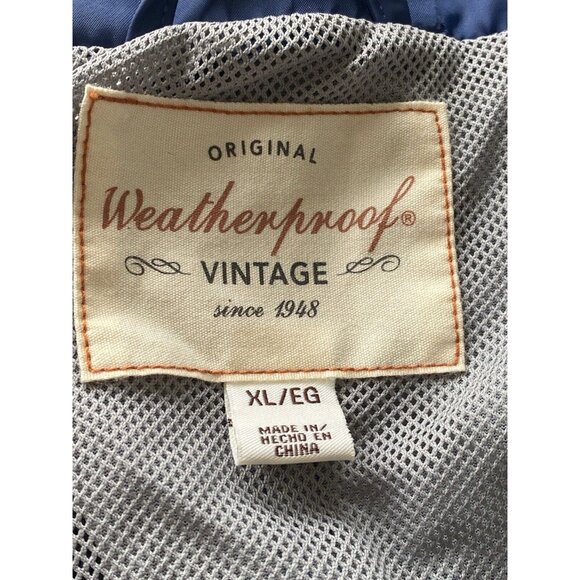 ORIGINAL
Weatherproof®
VINTAGE
since 1948
XL/EG
MADE IN/
HECHO EN
CHINA